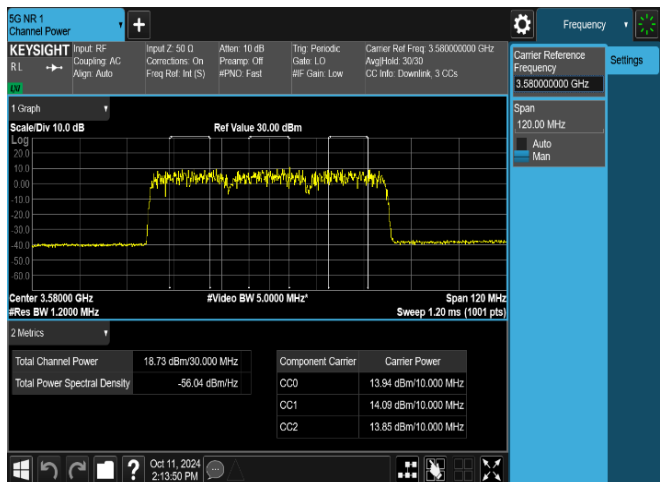 5G NR 1
Channel Power
Frequency
KEYSIGHT
RL
LXI
Input: RF
Coupling: AC
Align: Auto
Input Z: 50 Ω
Corrections: On
Freq Ref: Int (S)
Atten: 10 dB
Preamp: Off
#PNO: Fast
Trig: Periodic
Gate: LO
#IF Gain: Low
Carrier Ref Freq: 3.580000000 GHz
Avg|Hold: 30/30
CC Info: Downlink, 3 CCs
Carrier Reference
Frequency
3.580000000 GHz
Settings
Span
120.00 MHz
Auto
Man
1 Graph
Scale/Div 10.0 dB
Ref Value 30.00 dBm
Log
20.0
10.0
0.00
-10.0
-20.0
-30.0
-40.0
-50.0
-60.0
Center 3.58000 GHz
#Video BW 5.0000 MHz*
Span 120 MHz
#Res BW 1.2000 MHz
Sweep 1.20 ms (1001 pts)
2 Metrics
Total Channel Power 18.73 dBm/30.000 MHz
Total Power Spectral Density -56.04 dBm/Hz
Component Carrier Carrier Power
CC0 13.94 dBm/10.000 MHz
CC1 14.09 dBm/10.000 MHz
CC2 13.85 dBm/10.000 MHz
Oct 11, 2024
2:13:50 PM